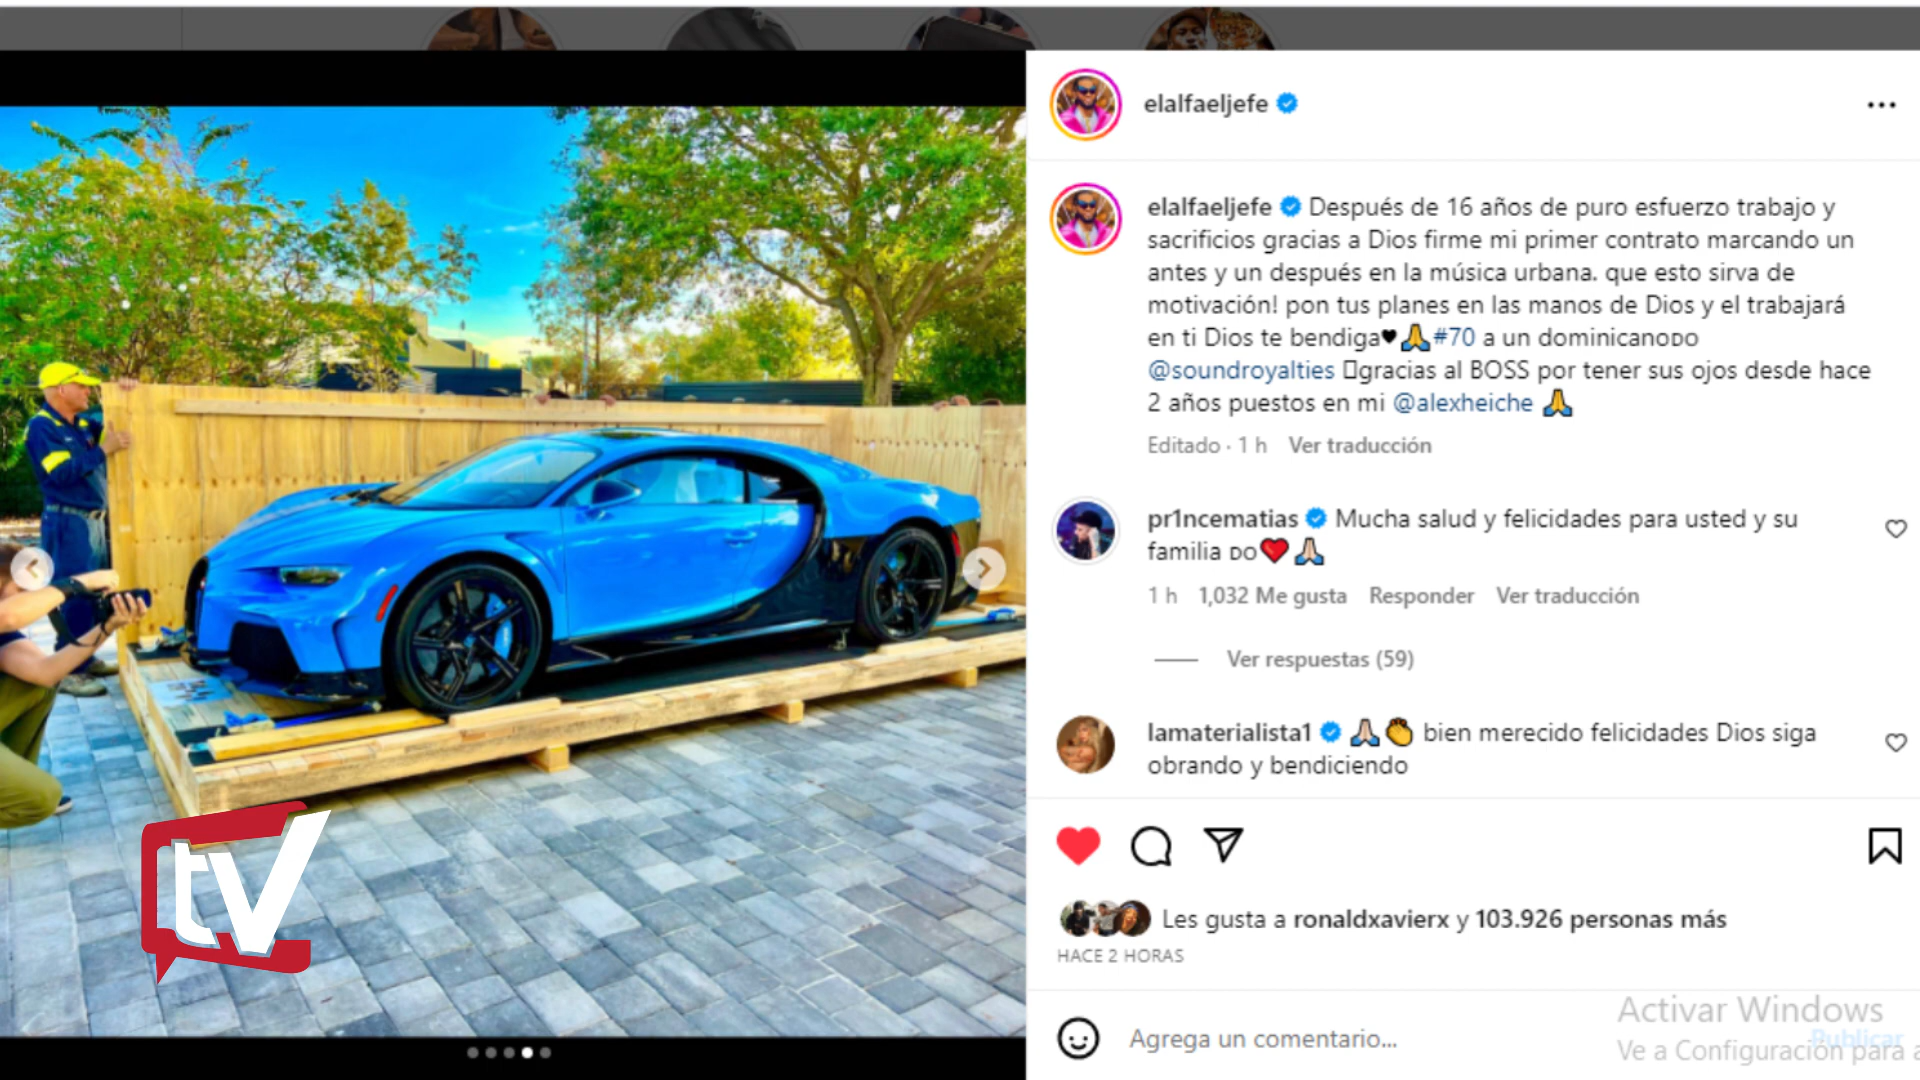 elalfaeljefe
elalfaeljefe Después de 16 años de puro esfuerzo trabajo y
sacrificios gracias a Dios firme mi primer contrato marcando un
antes y un después en la música urbana. que esto sirva de
motivación! pon tus planes en las manos de Dios y el trabajará
en ti Dios te bendiga♥🙏#70 a un dominicanoDO
@soundroyalties gracias al BOSS por tener sus ojos desde hace
2 años puestos en mi @alexheiche 🙏
Editado · 1 h Ver traducción
pr1ncematias Mucha salud y felicidades para usted y su
familia DO❤️🙏🏻
1 h 1,032 Me gusta Responder Ver traducción
Ver respuestas (59)
lamaterialista1 🙏🏻👏 bien merecido felicidades Dios siga
obrando y bendiciendo
Les gusta a ronaldxavierx y 103.926 personas más
HACE 2 HORAS
Agrega un comentario...
Publicar
Activar Windows
Ve a Configuración para a
tv